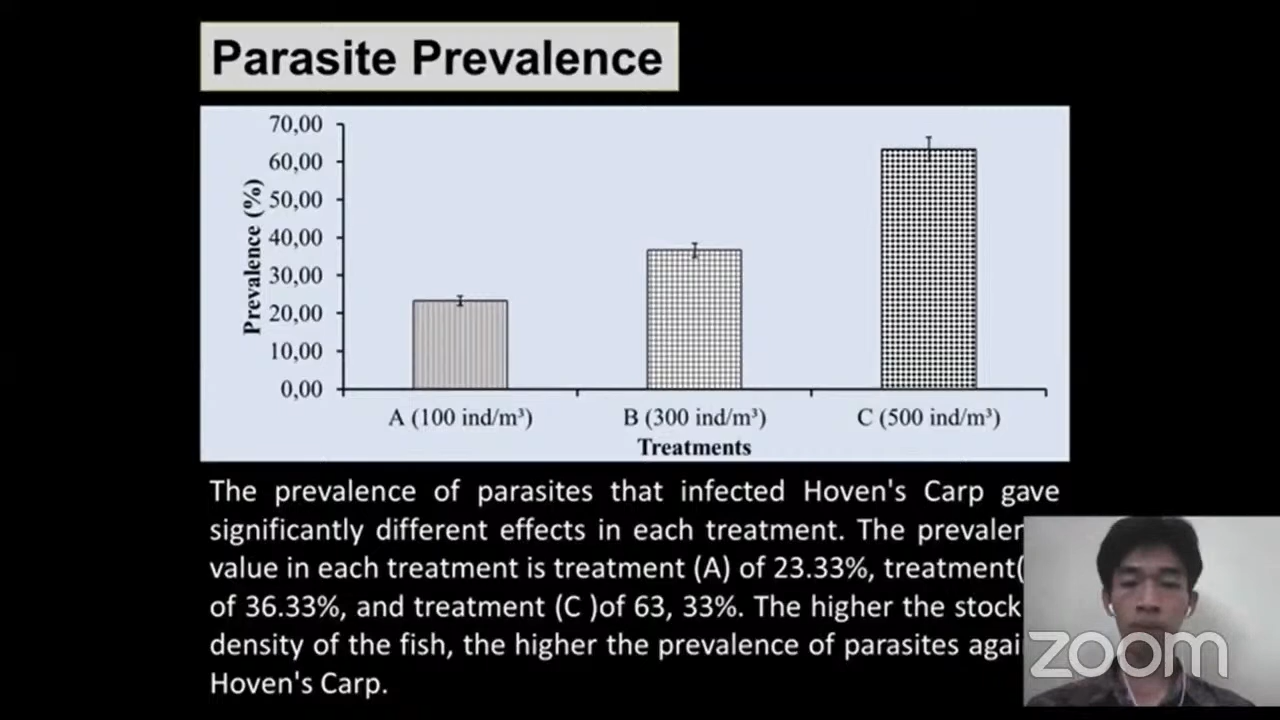 Parasite Prevalence
70,00
60,00
50,00
40,00
30,00
20,00
10,00
0,00
Prevalence (%)
A (100 ind/m³)
B (300 ind/m³)
C (500 ind/m³)
Treatments
The prevalence of parasites that infected Hoven's Carp gave
significantly different effects in each treatment. The
value in each treatment is treatment (A) of 23.33%, treatment(
of 36.33%, and treatment (C )of 63, 33%. The higher the
density of the fish, the higher the prevalence of parasites
Hoven's Carp.
zoom